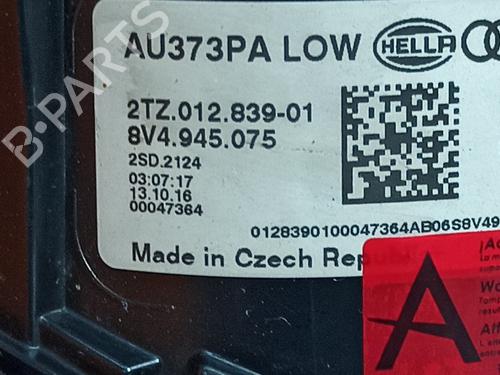 AU373PA LOW HELLA
2TZ.012.839-01
8V4.945.075
2SD.2124
03:07:17
13.10.16
00047364
0128390100047364AB06S8V49
Made in Czech Repu
B-PARTS
A